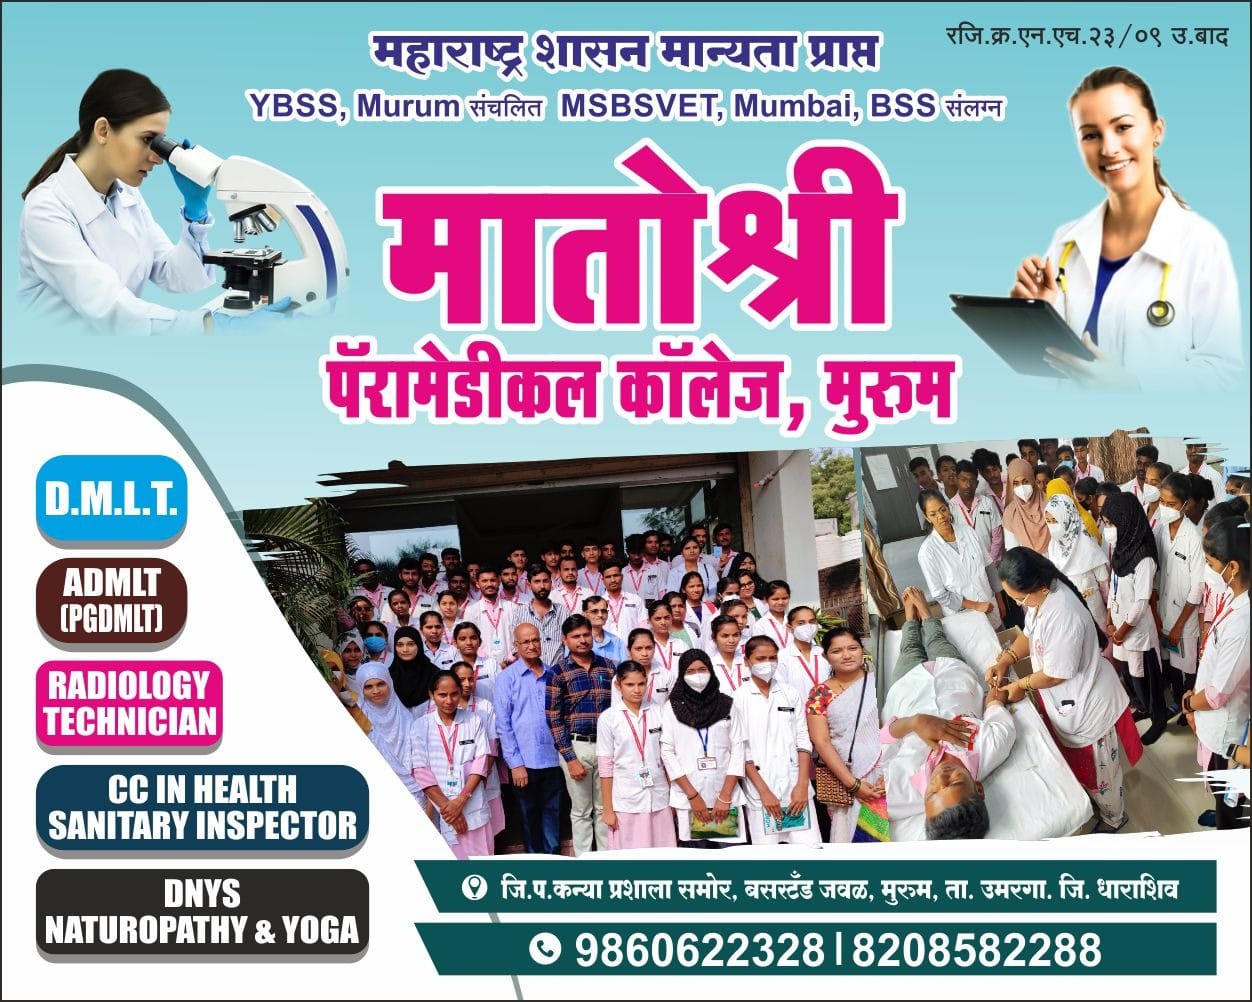 रजि.क्र.एन.एच.२३/०९ उ.बाद
महाराष्ट्र शासन मान्यता प्राप्त
YBSS, Murum संचलित MSBSVET, Mumbai, BSS संलग्न
मातोश्री
पॅरामेडीकल कॉलेज, मुरुम
D.M.L.T.
ADMLT
(PGDMLT)
RADIOLOGY
TECHNICIAN
CC IN HEALTH
SANITARY INSPECTOR
DNYS
NATUROPATHY & YOGA
जि.प.कन्या प्रशाला समोर, बसस्टँड जवळ, मुरुम, ता. उमरगा. जि. धाराशिव
9860622328 | 8208582288